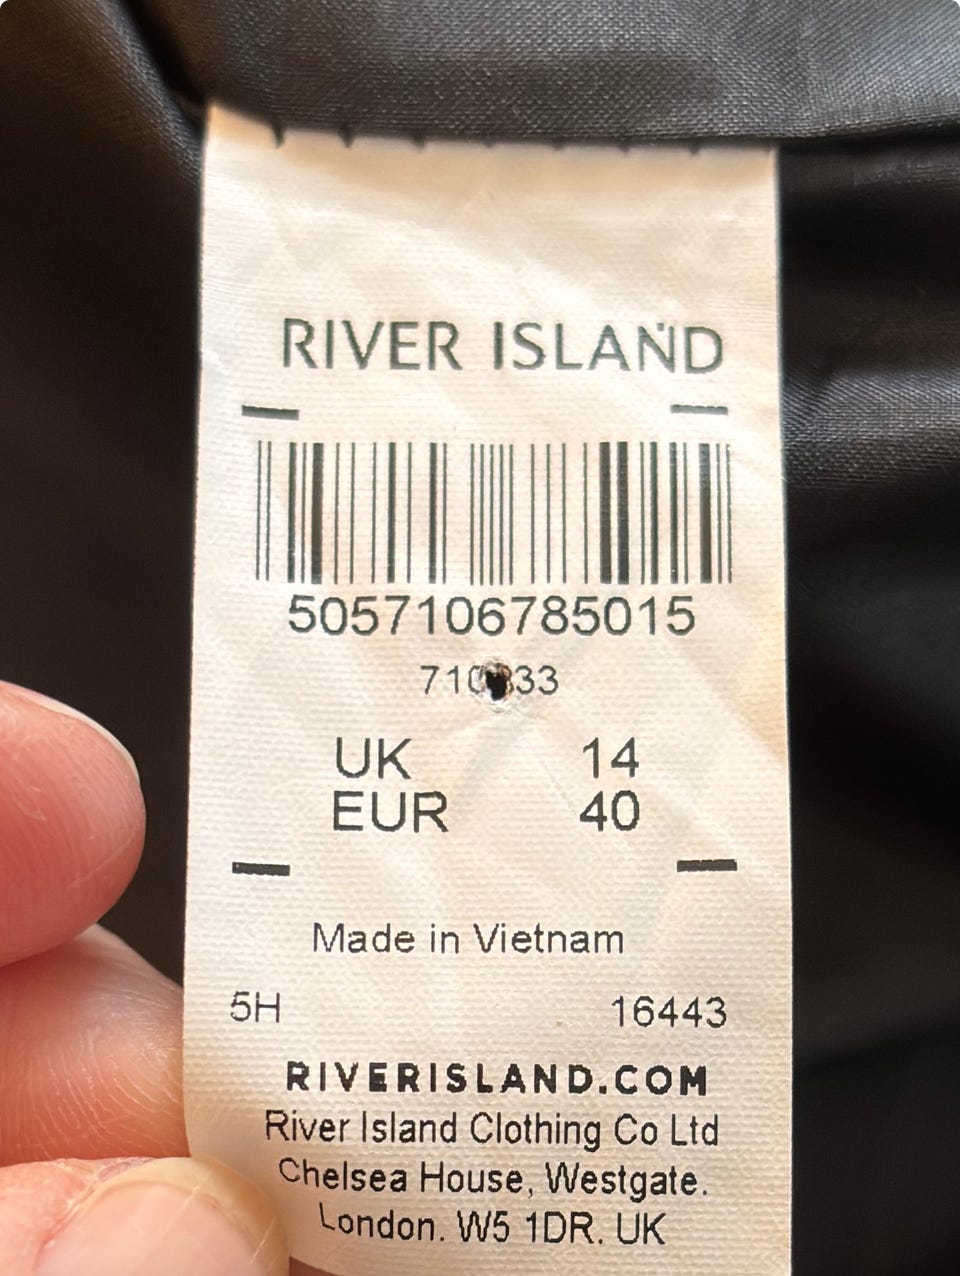 RIVER ISLAND
5057106785015
UK 14
EUR 40
Made in Vietnam
5H 16443
RIVERISLAND.COM
River Island Clothing Co Ltd
Chelsea House, Westgate.
London. W5 1DR. UK